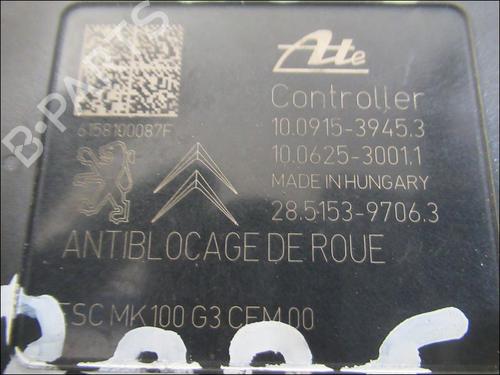 Ate
Controller
10.0915-3945.3
10.0625-3001.1
MADE IN HUNGARY
28.5153-9706.3
6158100087F
ANTIBLOCAGE DE ROUE
ESC MK100 G3 CEM 00
B-PARTS